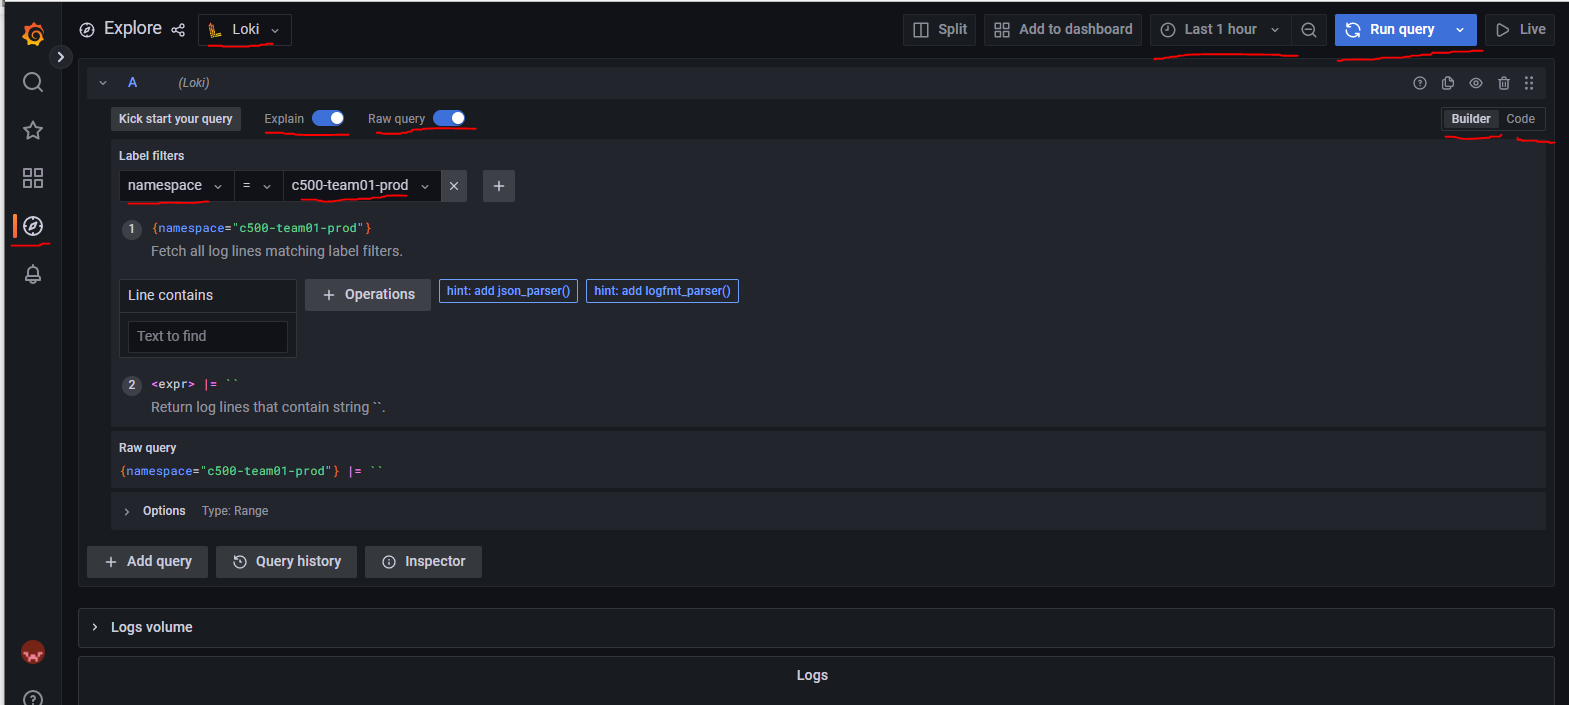 Explore Loki Split Add to dashboard Last 1 hour Run query Live
A (Loki)
Kick start your query Explain Raw query Builder Code
Label filters
namespace = c500-team01-prod
1 {namespace="c500-team01-prod"}
Fetch all log lines matching label filters.
Line contains + Operations hint: add json_parser() hint: add logfmt_parser()
Text to find
2 <expr> |= ``
Return log lines that contain string ``.
Raw query
{namespace="c500-team01-prod"} |= ``
Options Type: Range
+ Add query Query history Inspector
Logs volume
Logs